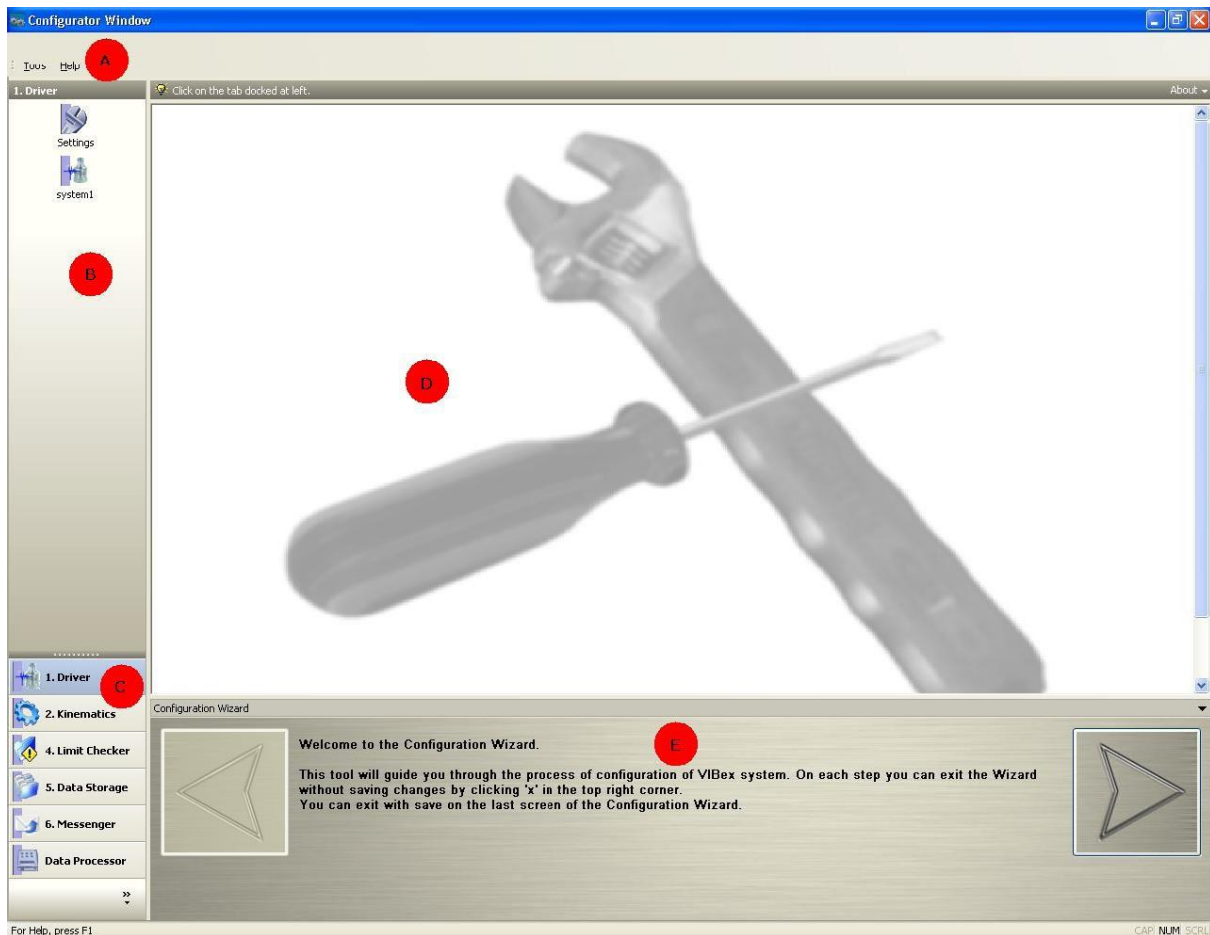 Configurator Window
Help
A
1. Driver
Click on the tab docked at left.
About
Settings
system1
B
D
1. Driver
C
2. Kinematics
4. Limit Checker
5. Data Storage
6. Messenger
Data Processor
Configuration Wizard
E
Welcome to the Configuration Wizard.
This tool will guide you through the process of configuration of VIBex system. On each step you can exit the Wizard
without saving changes by clicking 'x' in the top right corner.
You can exit with save on the last screen of the Configuration Wizard.
For Help, press F1
CAP NUM SCRL